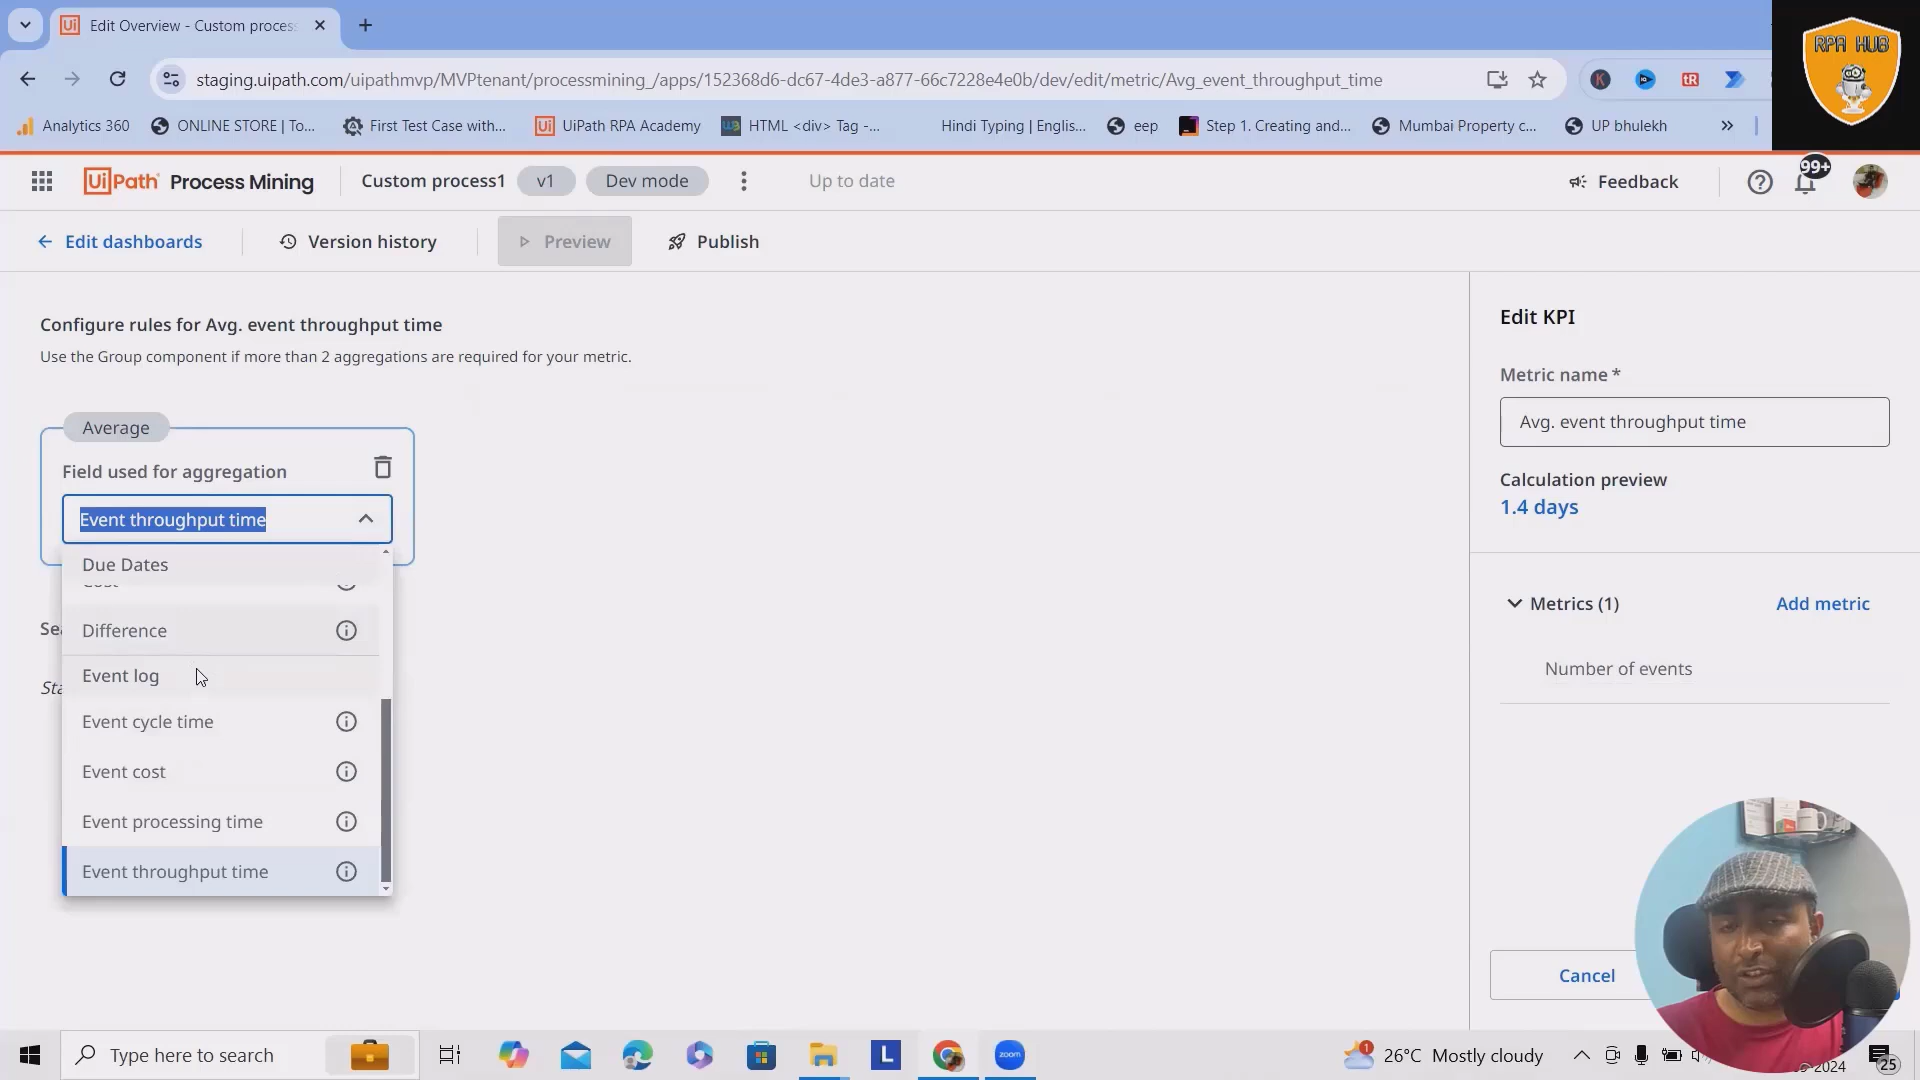 Edit Overview - Custom proces
RPA HUB
staging.uipath.com/uipathmvp/MVPtenant/processmining_/apps/152368d6-dc67-4de3-a877-66c7228e4e0b/dev/edit/metric/Avg_event_throughput_time
K
tR
Analytics 360
ONLINE STORE | To...
First Test Case with...
Ui
UiPath RPA Academy
HTML <div> Tag -...
Hindi Typing | Englis...
eep
Step 1. Creating and...
Mumbai Property c...
UP bhulekh
UiPath Process Mining
Custom process1
v1
Dev mode
Up to date
Feedback
99+
Edit dashboards
Version history
Preview
Publish
Configure rules for Avg. event throughput time
Use the Group component if more than 2 aggregations are required for your metric.
Average
Field used for aggregation
Event throughput time
Due Dates
Difference
Event log
Event cycle time
Event cost
Event processing time
Event throughput time
Edit KPI
Metric name *
Avg. event throughput time
Calculation preview
1.4 days
Metrics (1)
Add metric
Number of events
Cancel
Type here to search
L
zoom
1
26°C Mostly cloudy
2024
25